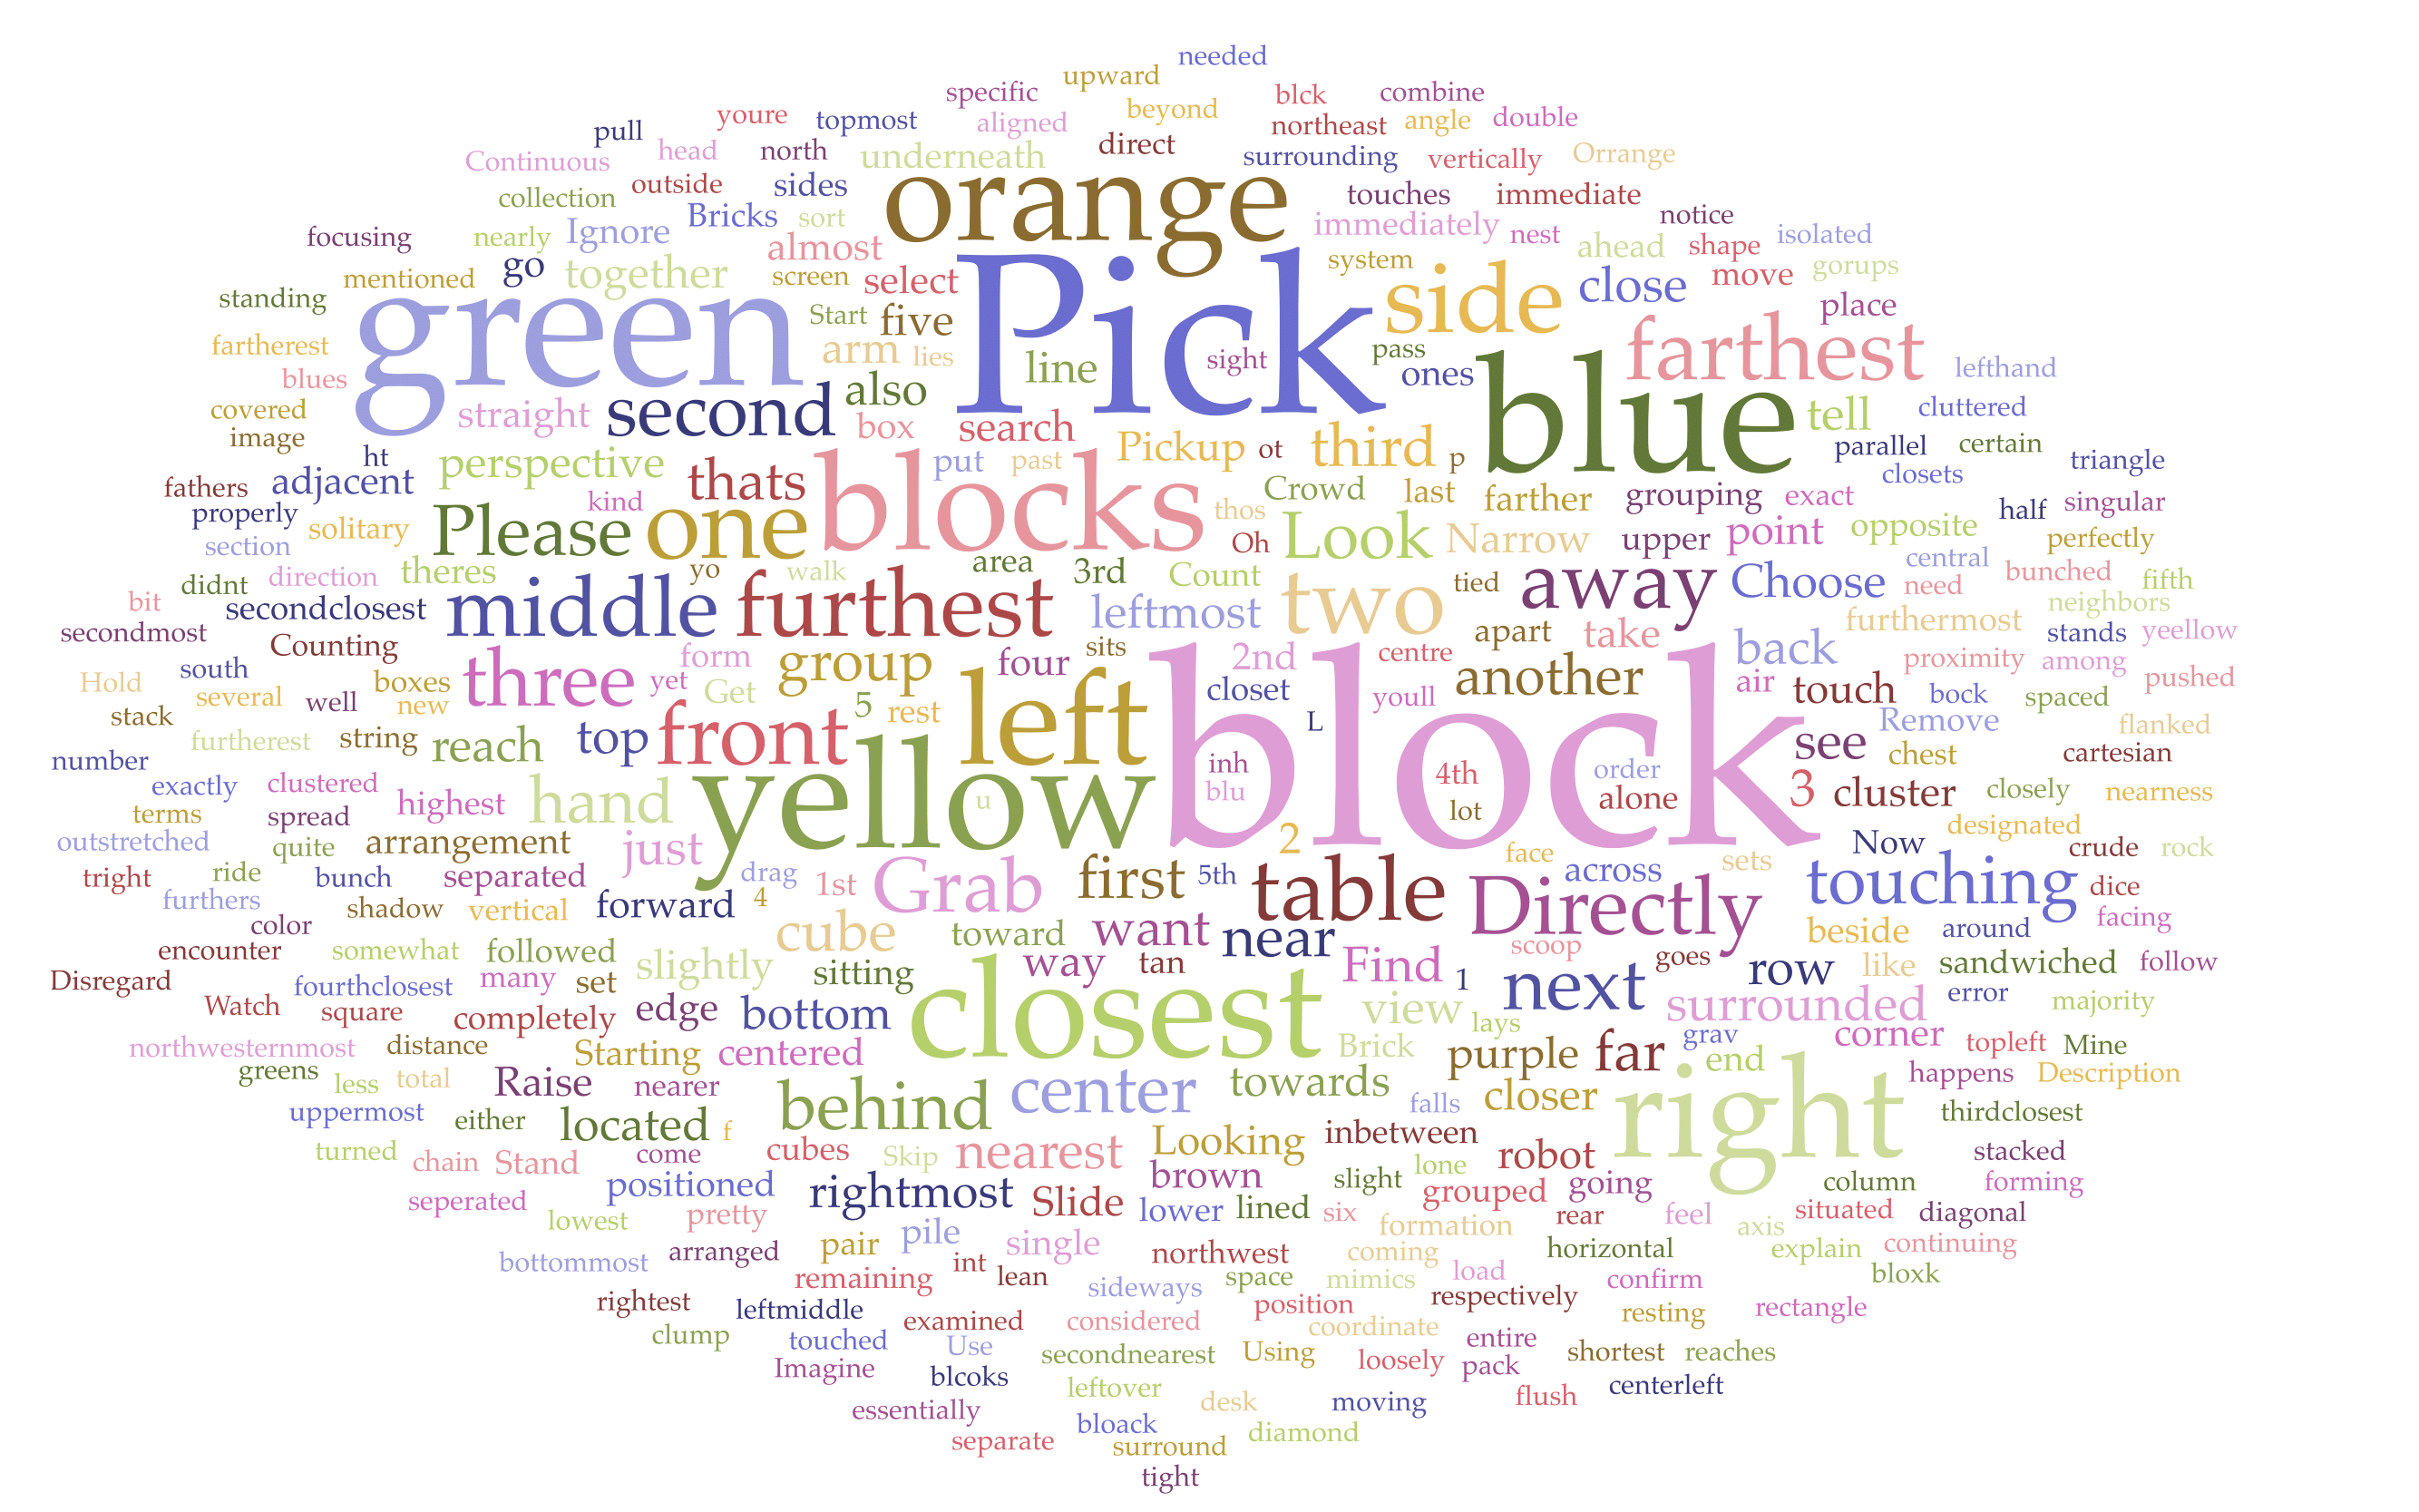 needed
upward
specific
blck
combine
beyond
youre
topmost
aligned
northeast
angle
double
pull
Continuous
head
north
underneath
direct
surrounding
vertically
Orrange
collection
outside
sides
orange
touches
immediate
focusing
nearly
Ignore
Bricks
sort
almost
immediately
nest
notice
ahead
shape
isolated
mentioned
go
together
screen
select
Pick
system
side
close
move
gorups
standing
green
Start
five
place
fartherest
arm
lies
line
sight
pass
farthest
blues
also
ones
blue
lefthand
covered
straight
second
box
search
tell
cluttered
image
ht
perspective
thats
blocks
put
past
Pickup
ot
third
p
parallel
certain
closets
triangle
fathers
adjacent
kind
Crowd
last
farther
grouping
exact
properly
solitary
Please
one
thos
Look
Narrow
upper
point
opposite
half
singular
section
Oh
central
perfectly
didnt
direction
theres
yo
walk
area
3rd
Count
tied
away
Choose
need
bunched
fifth
bit
secondclosest
middle
furthest
leftmost
two
furthermost
neighbors
secondmost
Counting
apart
take
stands
yeellow
south
form
group
four
sits
2nd
centre
another
back
proximity
among
Hold
several
well
boxes
new
three
yet
Get
5
rest
left
closet
youll
air
touch
bock
spaced
pushed
stack
furtherest
string
reach
top
front
L
block
Remove
flanked
number
yellow
see
chest
cartesian
exactly
clustered
highest
hand
u
inh
blu
4th
order
3
cluster
closely
nearness
terms
spread
lot
alone
outstretched
quite
arrangement
just
2
face
across
sets
Now
designated
crude
rock
tright
ride
bunch
separated
drag
1st
Grab
first
5th
table
Directly
touching
dice
furthers
shadow
vertical
forward
4
facing
color
cube
toward
want
near
scoop
beside
around
encounter
somewhat
followed
slightly
sitting
way
tan
Find
1
goes
row
like
sandwiched
follow
Disregard
fourthclosest
many
set
closest
next
error
Watch
square
completely
edge
bottom
view
lays
surrounded
majority
northwesternmost
distance
Starting
centered
Brick
purple
far
grav
end
corner
topleft
Mine
greens
less
total
Raise
nearer
behind
center
towards
closer
right
happens
Description
uppermost
either
located
f
falls
thirdclosest
turned
chain
Stand
come
cubes
Skip
nearest
Looking
inbetween
robot
stacked
seperated
positioned
rightmost
Slide
brown
slight
lone
grouped
going
column
forming
lowest
pretty
lower
lined
six
formation
rear
feel
axis
situated
diagonal
bottommost
arranged
pair
pile
single
northwest
coming
horizontal
explain
continuing
remaining
int
lean
sideways
space
mimics
load
confirm
bloxk
rightest
leftmiddle
examined
considered
position
respectively
resting
rectangle
clump
touched
Use
coordinate
entire
Imagine
blcoks
secondnearest
Using
loosely
pack
shortest
reaches
essentially
leftover
desk
moving
flush
centerleft
separate
bloack
surround
diamond
tight